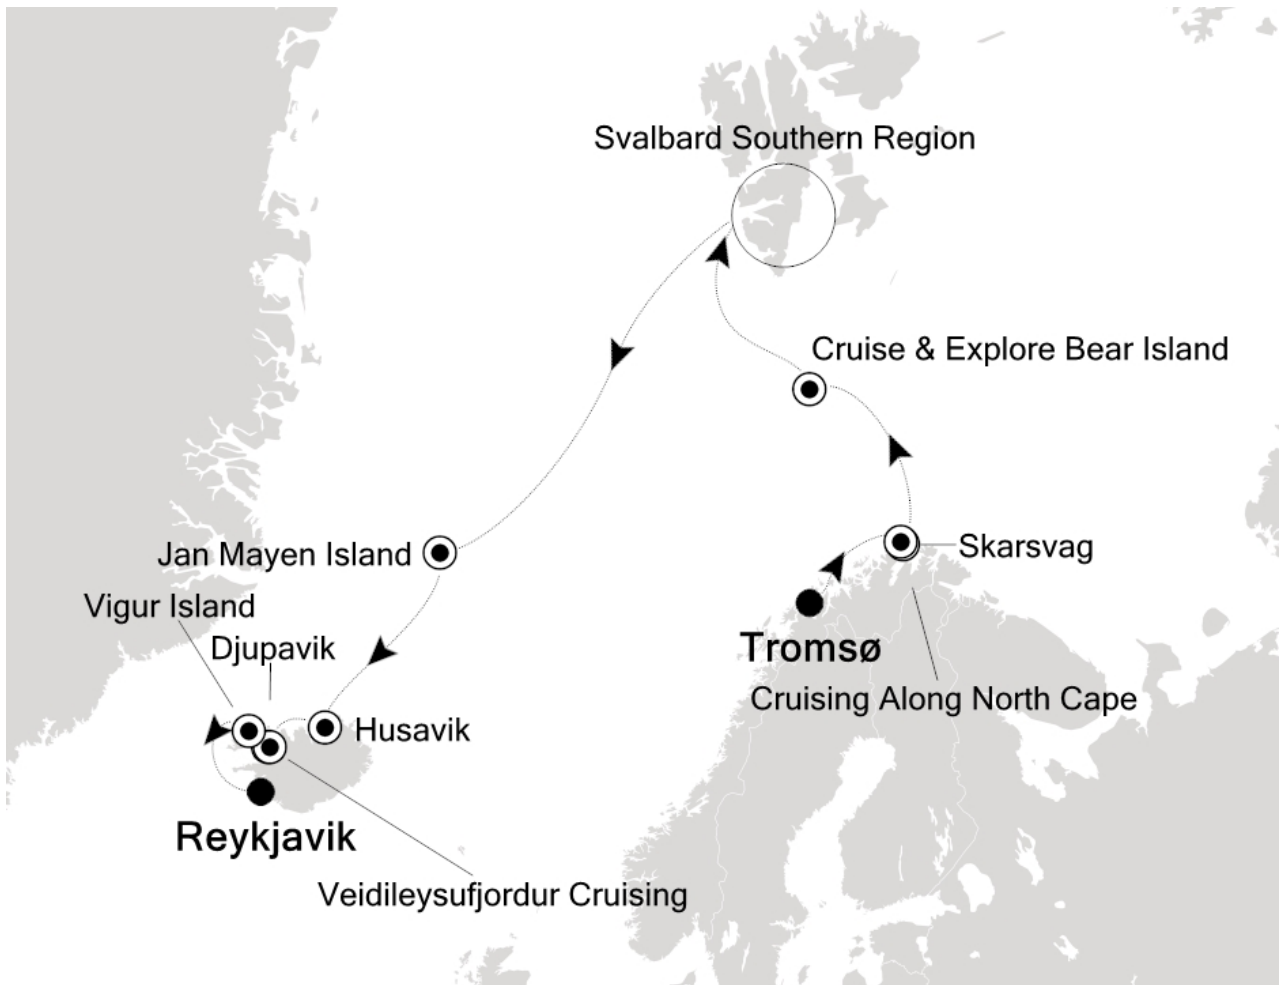 Svalbard Southern Region
Cruise & Explore Bear Island
Skarsvag
Jan Mayen Island
Vigur Island
Djupavik
Tromsø
Cruising Along North Cape
Husavik
Reykjavik
Veidileysufjordur Cruising